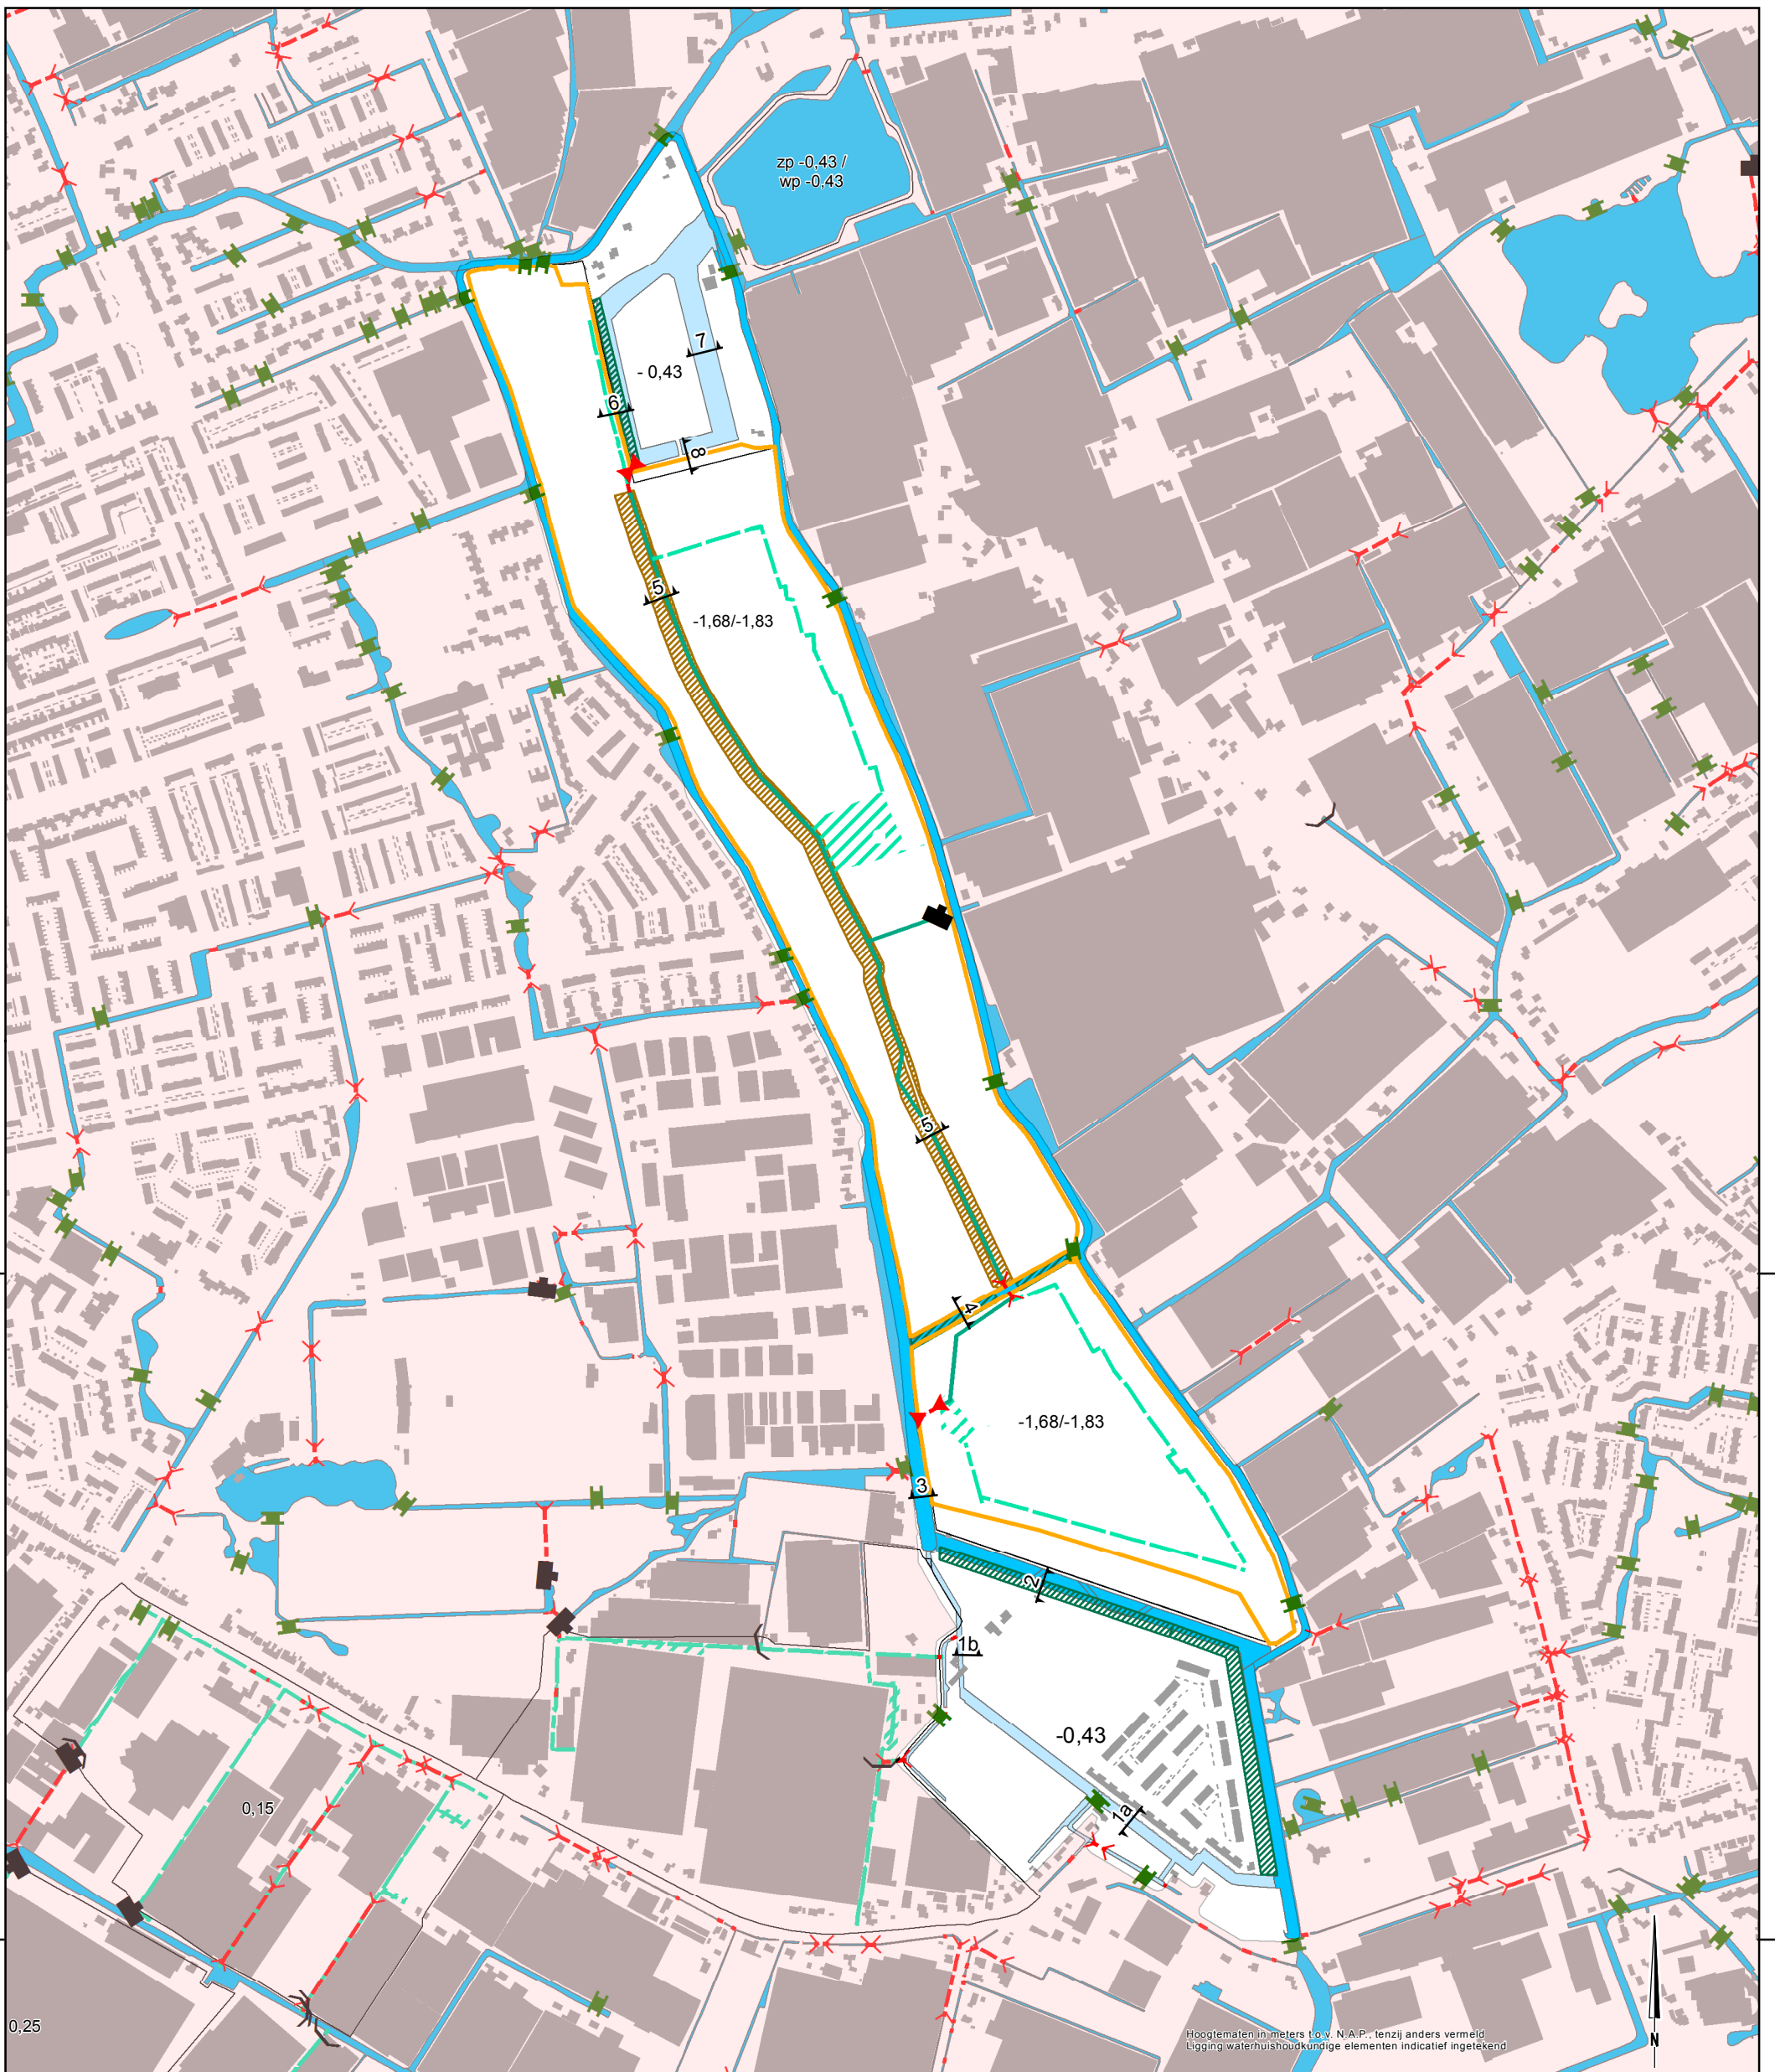 zp -0,43 /
wp -0,43
7
- 0,43
6
8
5
-1,68/-1,83
5
4
-1,68/-1,83
3
2
1b
-0,43
1a
0,15
0,25
Hoogtematen in meters t.o.v. N.A.P., tenzij anders vermeld
Ligging waterhuishoudkundige elementen indicatief ingetekend
N